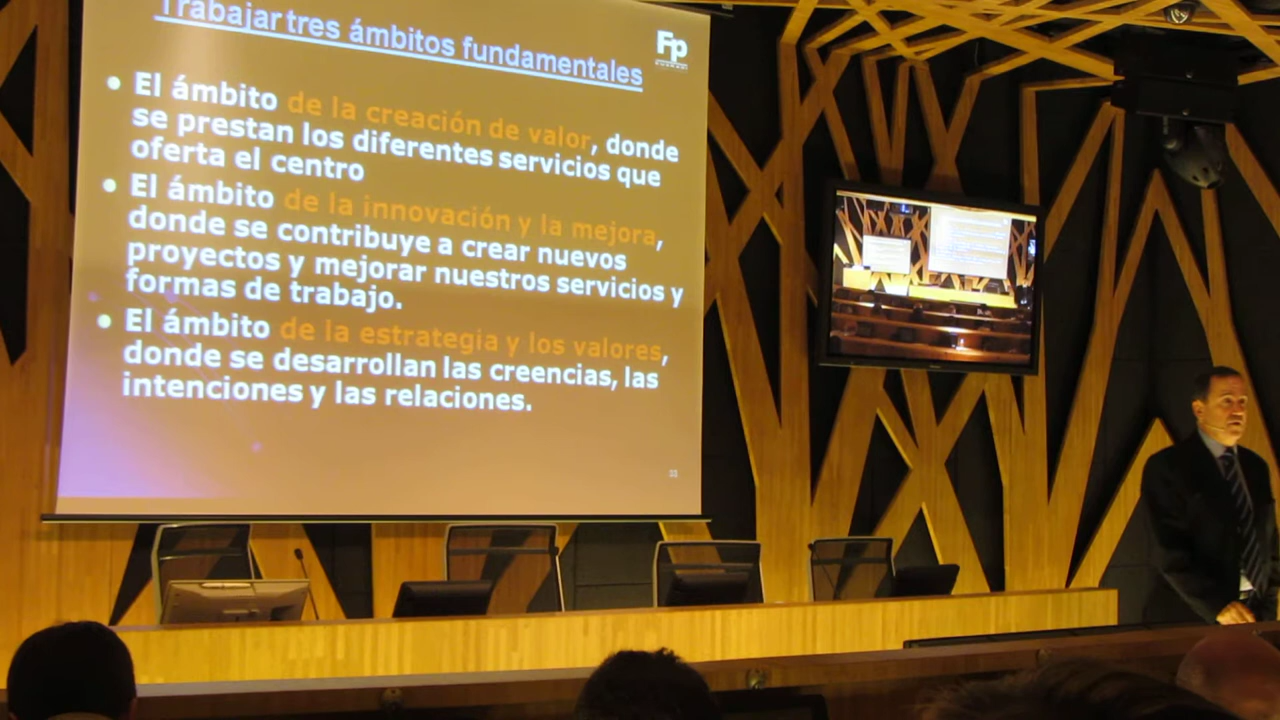 Trabajar tres ámbitos fundamentales
Fp
• El ámbito de la creación de valor, donde
se prestan los diferentes servicios que
oferta el centro
• El ámbito de la innovación y la mejora,
donde se contribuye a crear nuevos
proyectos y mejorar nuestros servicios y
formas de trabajo.
• El ámbito de la estrategia y los valores,
donde se desarrollan las creencias, las
intenciones y las relaciones.